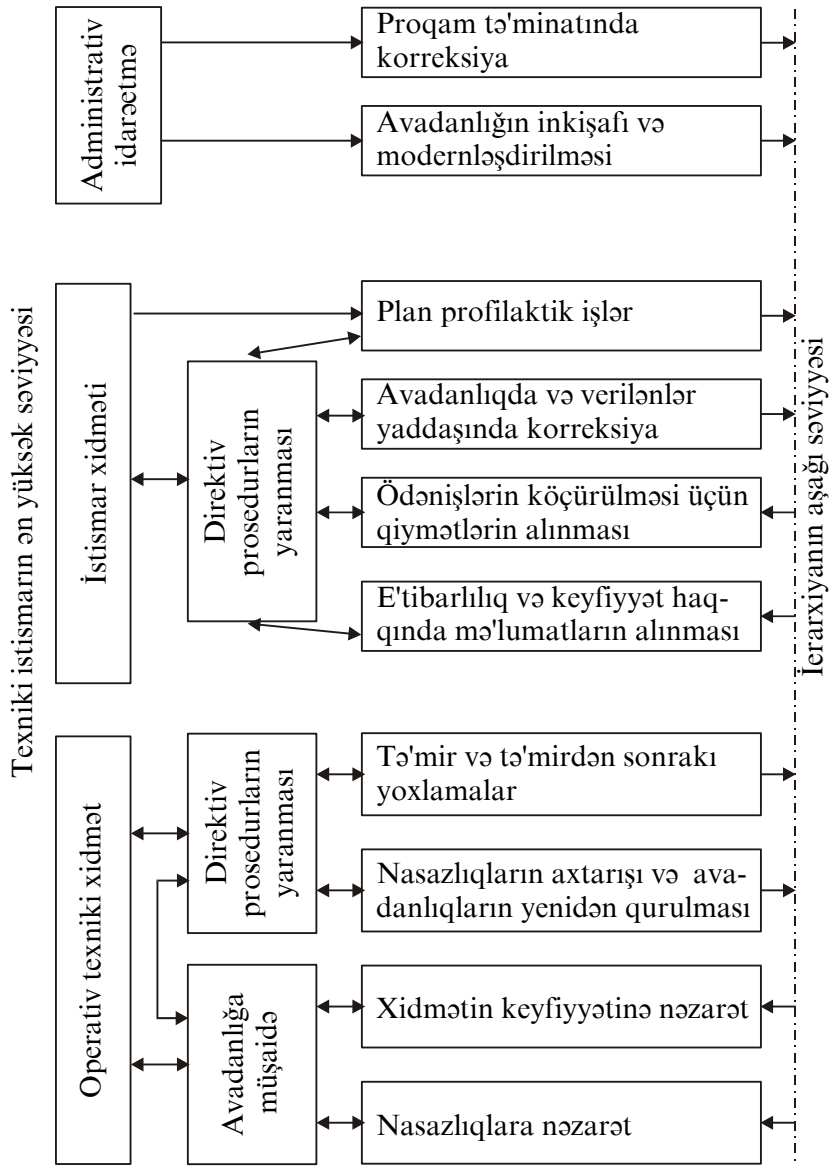 Texniki istismarın ən yüksək səviyyəsi
Administrativ
idarəetmə
Proqam tə'minatında
korreksiya
Avadanlığın inkişafı və
modernləşdirilməsi
İstismar xidməti
Direktiv
prosedurların
yaranması
Plan profilaktik işlər
Avadanlıqda və verilənlər
yaddaşında korreksiya
Ödənişlərin köçürülməsi üçün
qiymətlərin alınması
E'tibarlılıq və keyfiyyət haq-
qında mə'lumatların alınması
Operativ texniki xidmət
Direktiv
prosedurların
yaranması
Tə'mir və tə'mirdən sonrakı
yoxlamalar
Nasazlıqların axtarışı və ava-
danlıqların yenidən qurulması
Avadanlığa
müşaidə
Xidmətin keyfiyyətinə nəzarət
Nasazlıqlara nəzarət
İerarxiyanın aşağı səviyyəsi